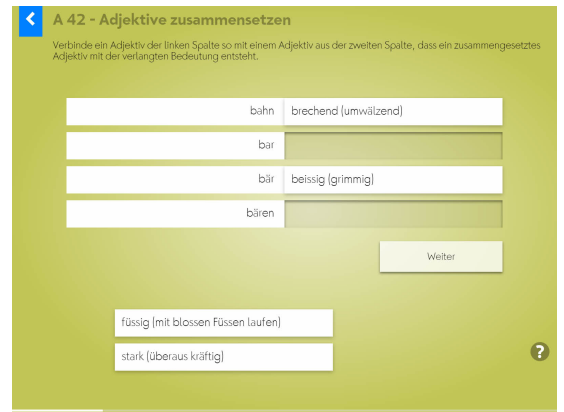 A 42 - Adjektive zusammensetzen
Verbinde ein Adjektiv der linken Spalte so mit einem Adjektiv aus der zweiten Spalte, dass ein zusammengesetztes
Adjektiv mit der verlangten Bedeutung entsteht.
bahn brechend (umwälzend)
bar
bär beissig (grimmig)
bären
Weiter
füssig (mit blossen Füssen laufen)
stark (überaus kräftig)
?